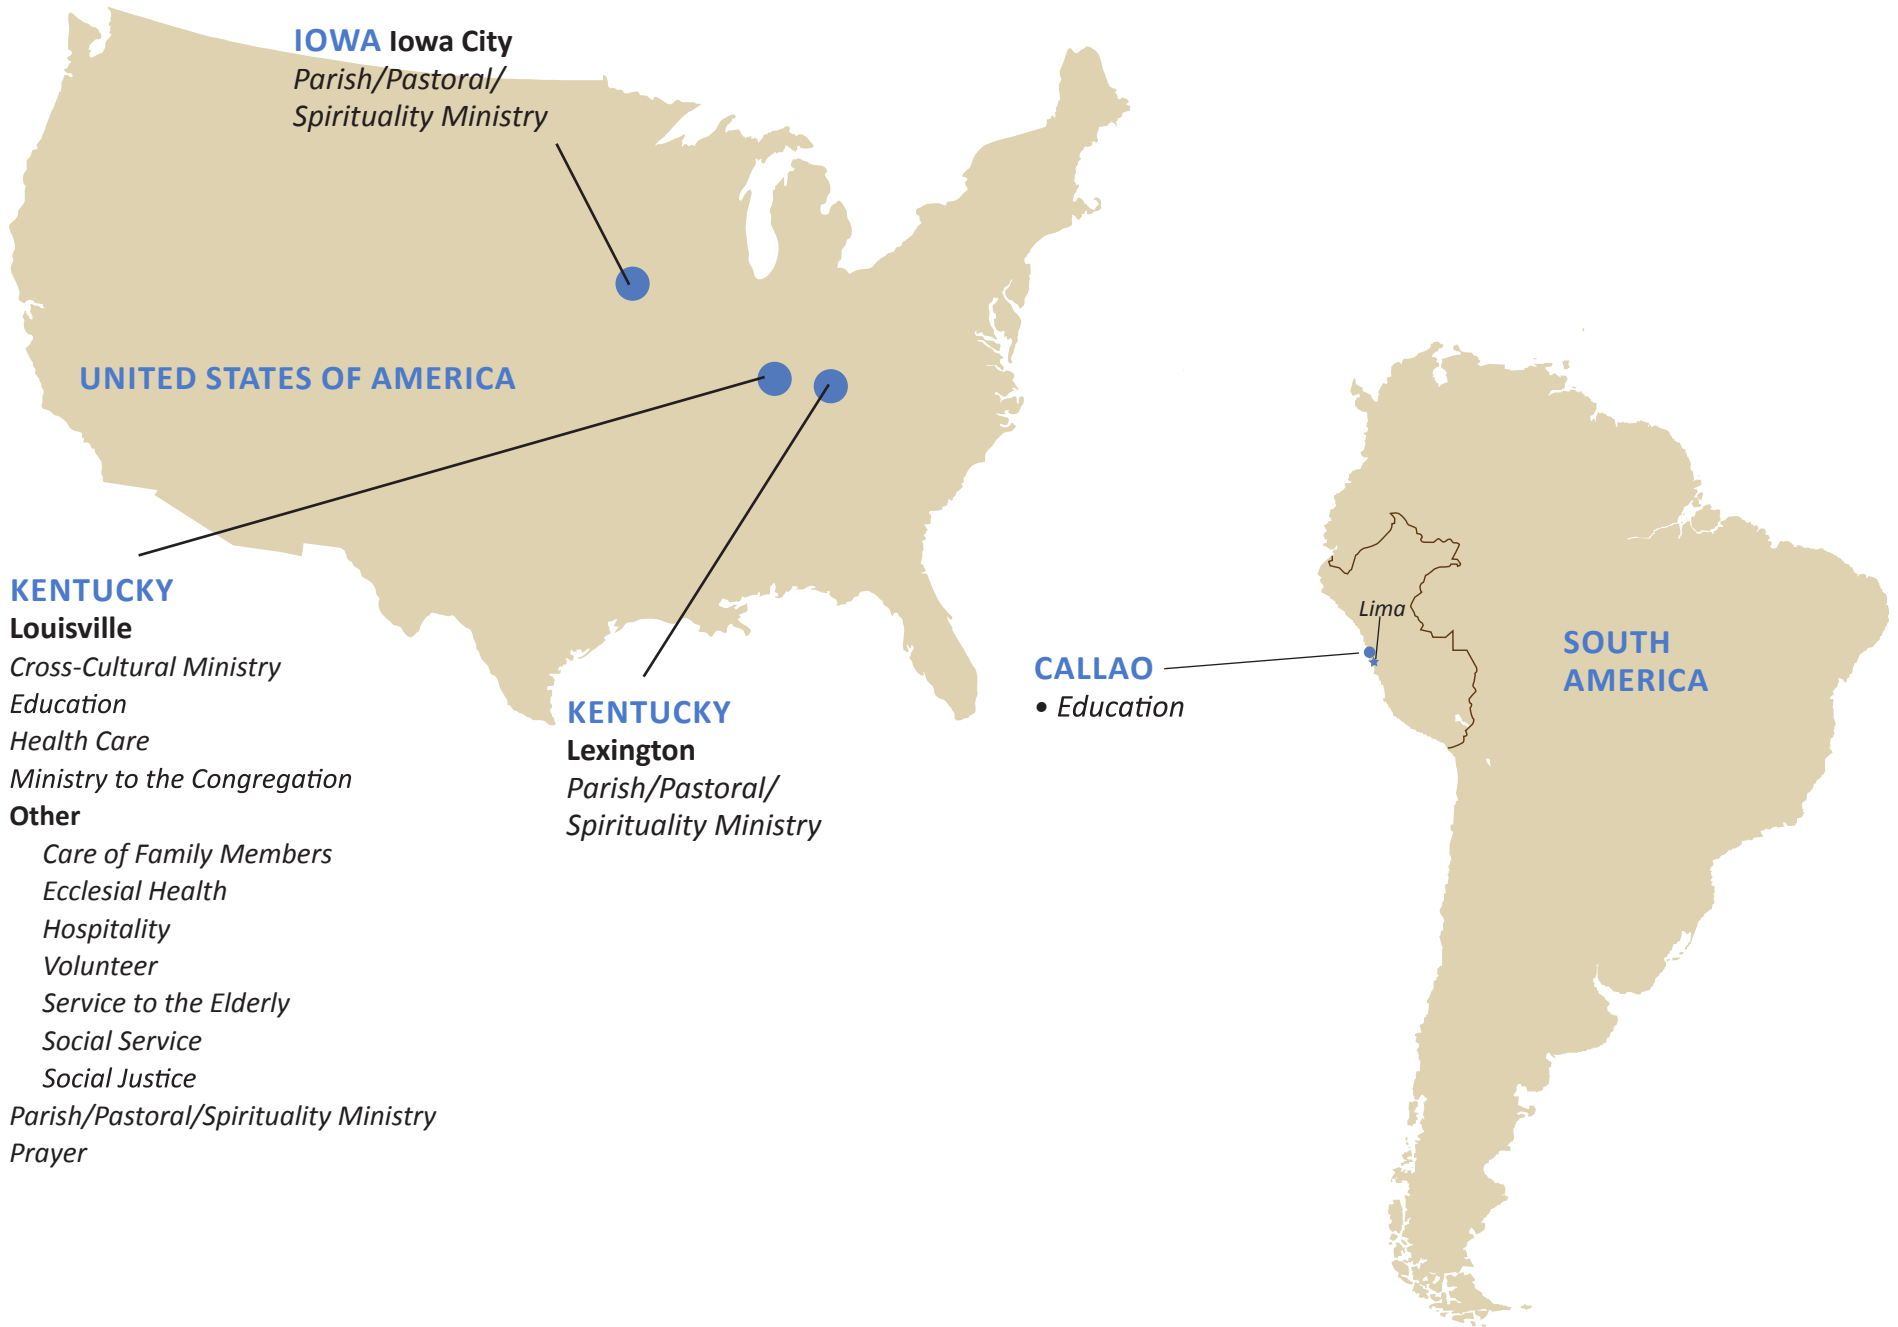 IOWA Iowa City
Parish/Pastoral/
Spirituality Ministry
UNITED STATES OF AMERICA
KENTUCKY
Louisville
Cross-Cultural Ministry
Education
Health Care
Ministry to the Congregation
Other
Care of Family Members
Ecclesial Health
Hospitality
Volunteer
Service to the Elderly
Social Service
Social Justice
Parish/Pastoral/Spirituality Ministry
Prayer
KENTUCKY
Lexington
Parish/Pastoral/
Spirituality Ministry
CALLAO
• Education
Lima
SOUTH
AMERICA